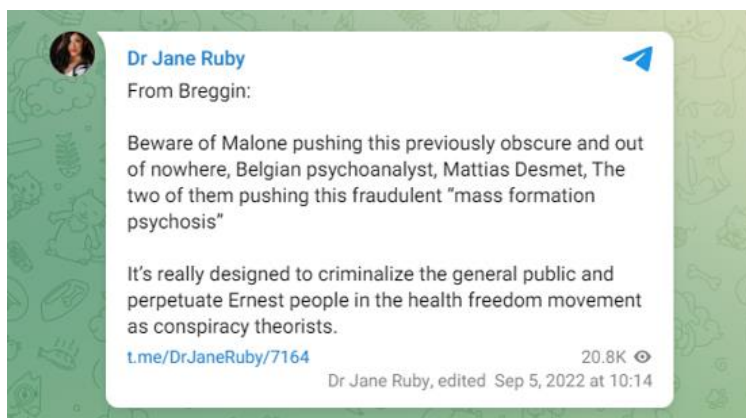 Dr Jane Ruby
From Breggin:
Beware of Malone pushing this previously obscure and out
of nowhere, Belgian psychoanalyst, Mattias Desmet, The
two of them pushing this fraudulent “mass formation
psychosis”
It’s really designed to criminalize the general public and
perpetuate Ernest people in the health freedom movement
as conspiracy theorists.
t.me/DrJaneRuby/7164 20.8K
Dr Jane Ruby, edited Sep 5, 2022 at 10:14